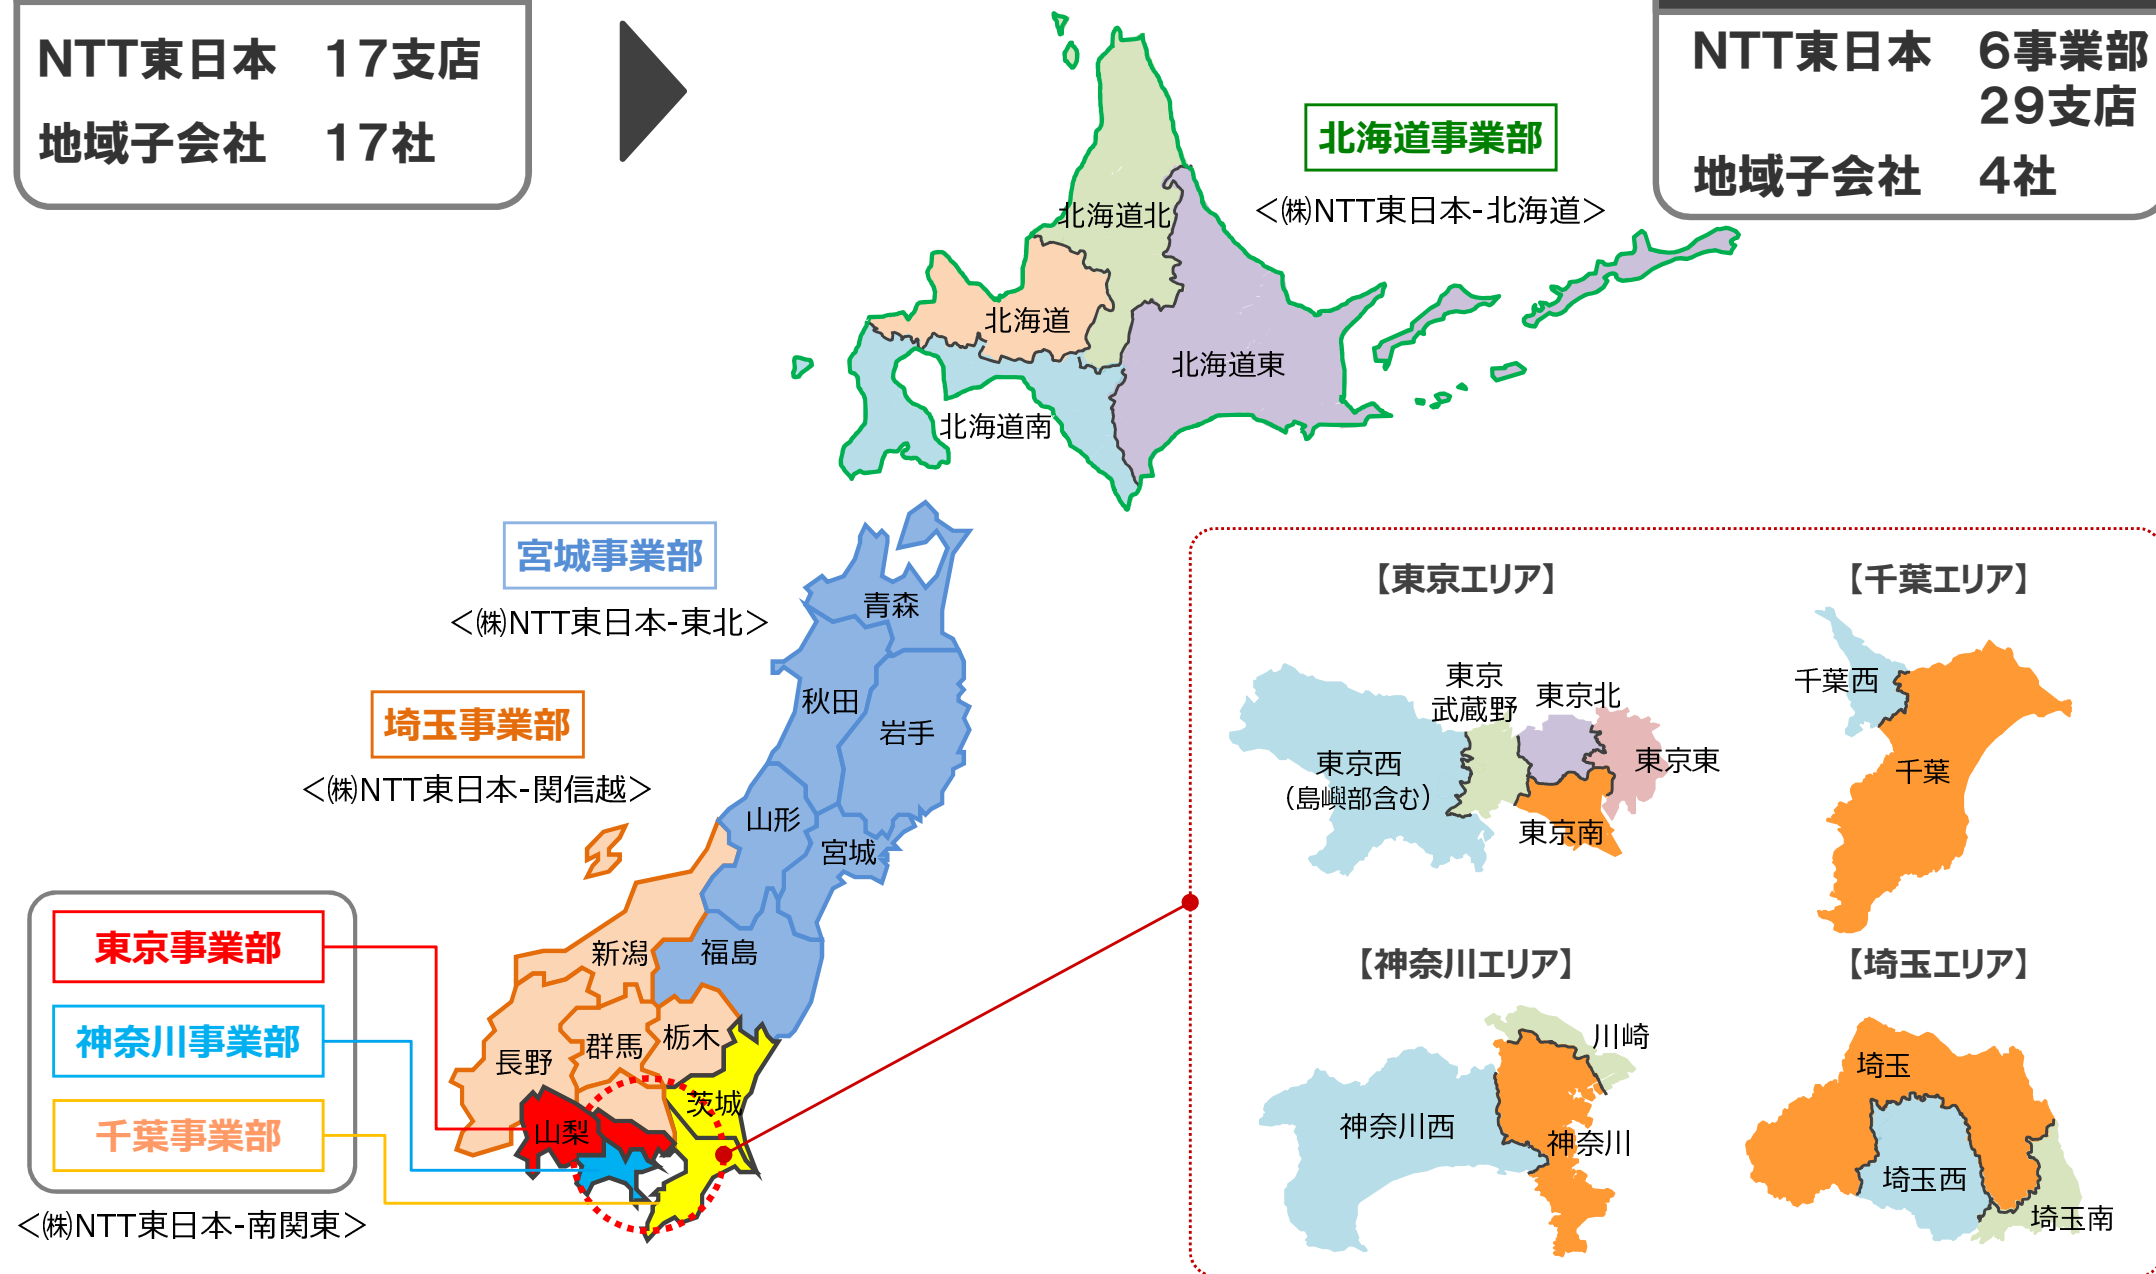 NTT東日本　17支店
地域子会社　17社
NTT東日本　6事業部
29支店
地域子会社　4社
北海道事業部
＜㈱NTT東日本-北海道＞
北海道北
北海道
北海道東
北海道南
宮城事業部
＜㈱NTT東日本-東北＞
青森
秋田
岩手
山形
宮城
福島
埼玉事業部
＜㈱NTT東日本-関信越＞
新潟
長野
群馬
栃木
茨城
山梨
東京事業部
神奈川事業部
千葉事業部
＜㈱NTT東日本-南関東＞
【東京エリア】
東京
武蔵野
東京北
東京西
（島嶼部含む）
東京東
東京南
【千葉エリア】
千葉西
千葉
【神奈川エリア】
川崎
神奈川西
神奈川
【埼玉エリア】
埼玉
埼玉西
埼玉南